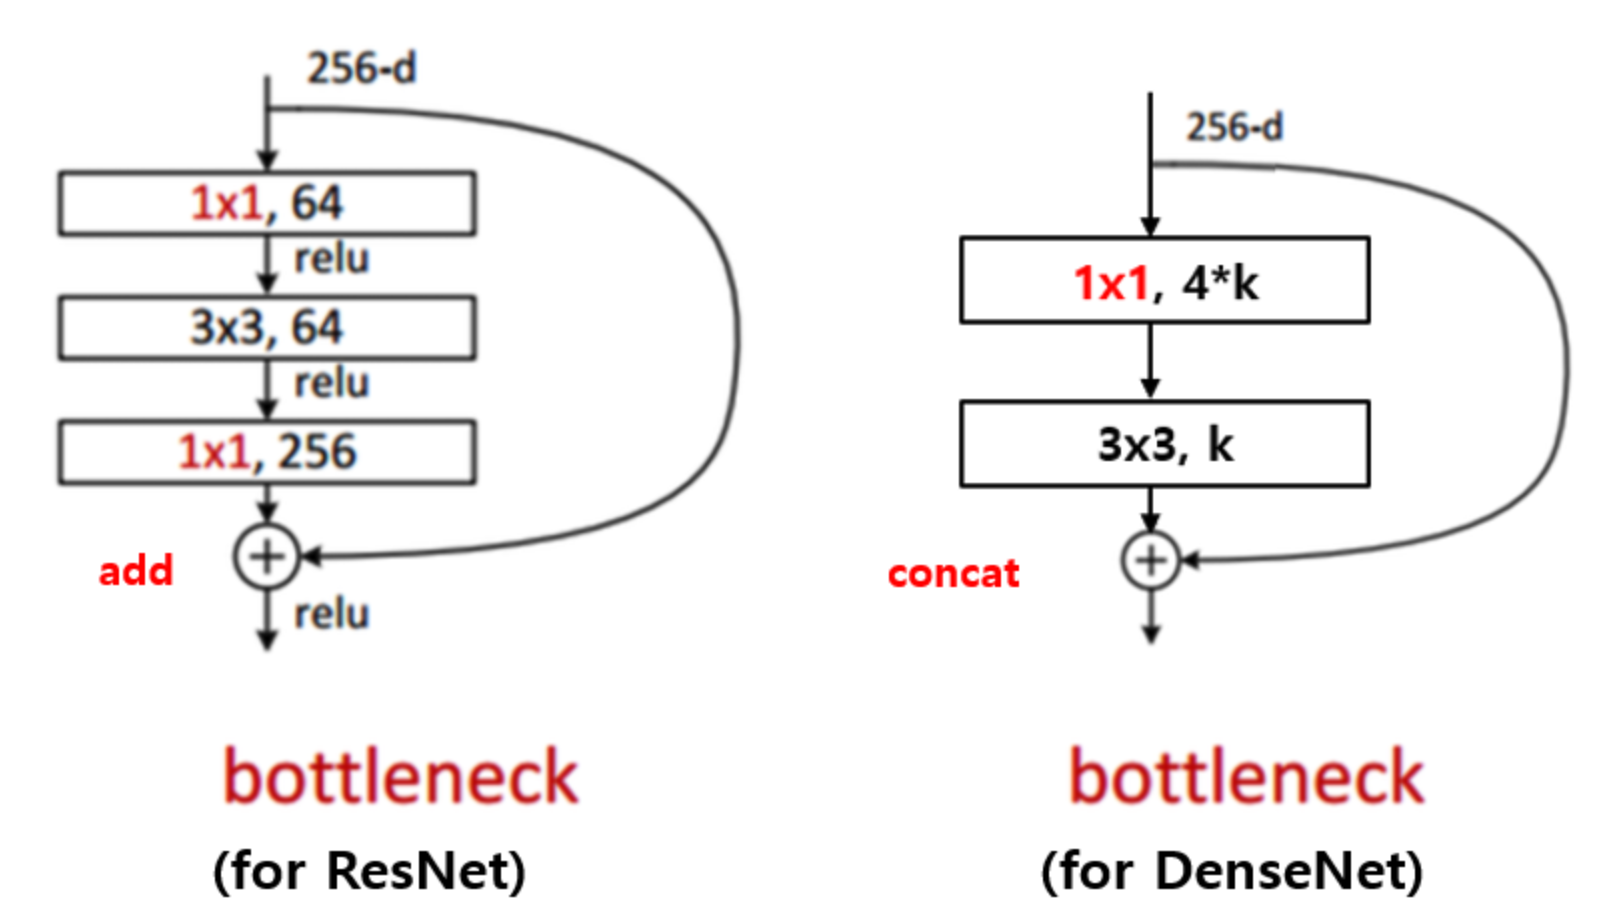 256-d
1x1, 64
relu
3x3, 64
relu
1x1, 256
add
relu
bottleneck
(for ResNet)
256-d
1x1, 4*k
3x3, k
concat
bottleneck
(for DenseNet)